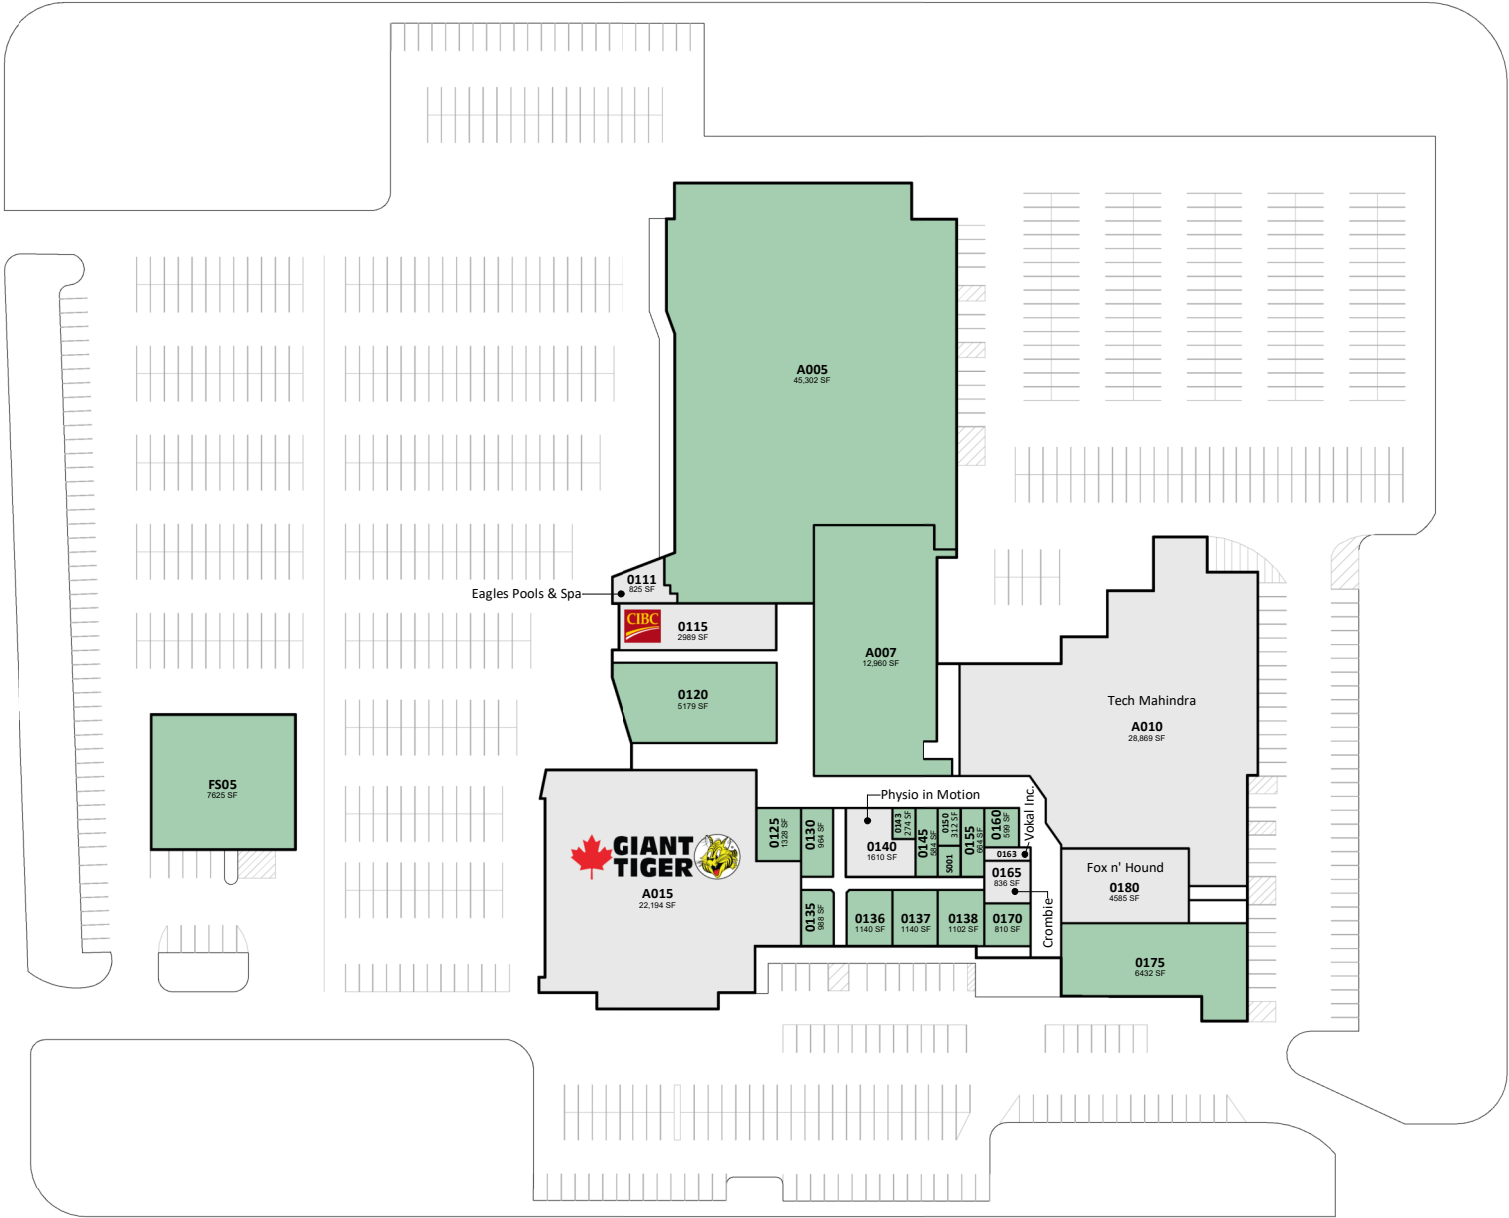 A005
45,302 SF
0111
825 SF
Eagles Pools & Spa
CIBC
0115
2989 SF
A007
12,960 SF
0120
5179 SF
Tech Mahindra
A010
28,869 SF
FS05
7625 SF
GIANT
TIGER
A015
22,194 SF
Physio in Motion
Vokal Inc.
0125
1328 SF
0130
964 SF
0140
1610 SF
0143
274 SF
0145
584 SF
0150
312 SF
S001
0155
664 SF
0160
599 SF
0163
0165
836 SF
Crombie
0135
988 SF
0136
1140 SF
0137
1140 SF
0138
1102 SF
0170
810 SF
Fox n' Hound
0180
4585 SF
0175
6432 SF